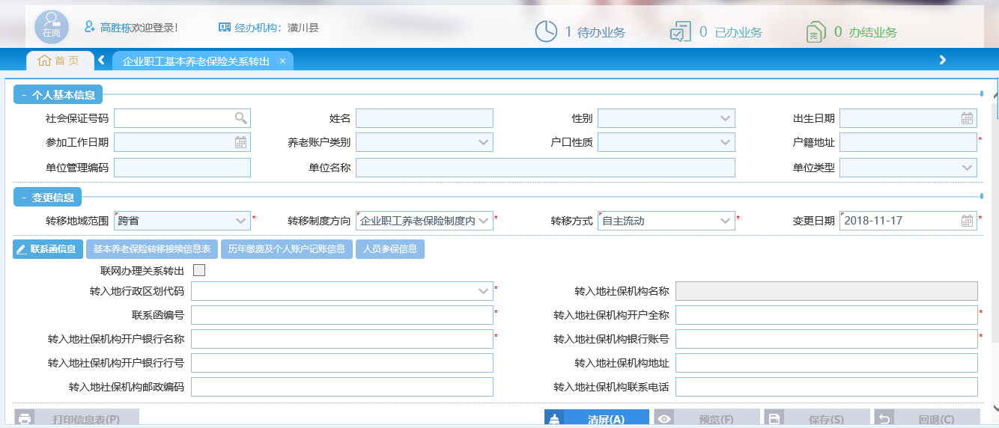 在岗 高胜栋欢迎登录! 经办机构：潢川县 1 待办业务 0 已办业务 完 0 办结业务
首 页 企业职工基本养老保险关系转出 ×
- 个人基本信息
社会保证号码 姓名 性别 出生日期
参加工作日期 养老账户类别 户口性质 户籍地址 *
单位管理编码 单位名称 单位类型
- 变更信息
转移地域范围 跨省 * 转移制度方向 企业职工养老保险制度内 * 转移方式 自主流动 * 变更日期 2018-11-17 *
联系函信息 基本养老保险转移接续信息表 历年缴费及个人账户记账信息 人员参保信息
联网办理关系转出
转入地行政区划代码 * 转入地社保机构名称
联系函编号 * 转入地社保机构开户全称 *
转入地社保机构开户银行名称 * 转入地社保机构银行账号 *
转入地社保机构开户银行行号 转入地社保机构地址
转入地社保机构邮政编码 转入地社保机构联系电话
打印信息表(P) 清屏(A) 预览(F) 保存(S) 回退(C)